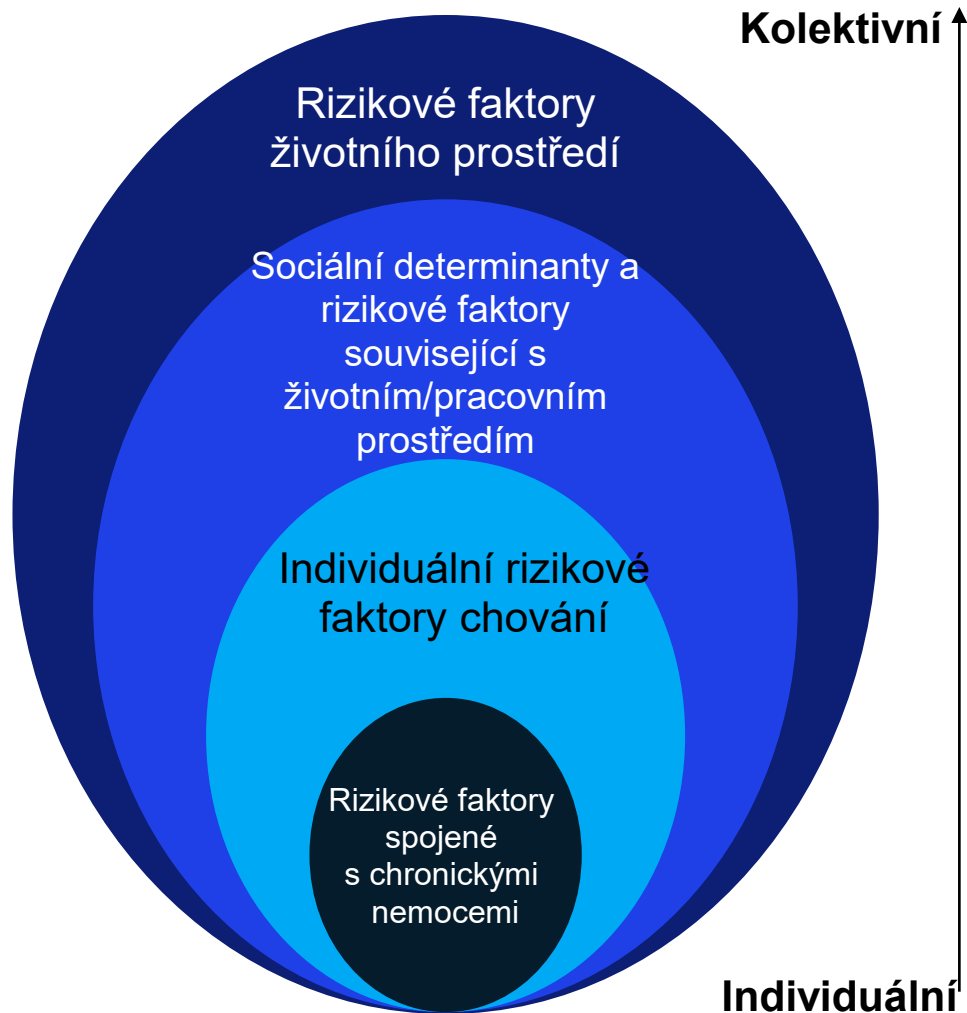 Kolektivní
Rizikové faktory
životního prostředí
Sociální determinanty a
rizikové faktory
související s
životním/pracovním
prostředím
Individuální rizikové
faktory chování
Rizikové faktory
spojené
s chronickými
nemocemi
Individuální